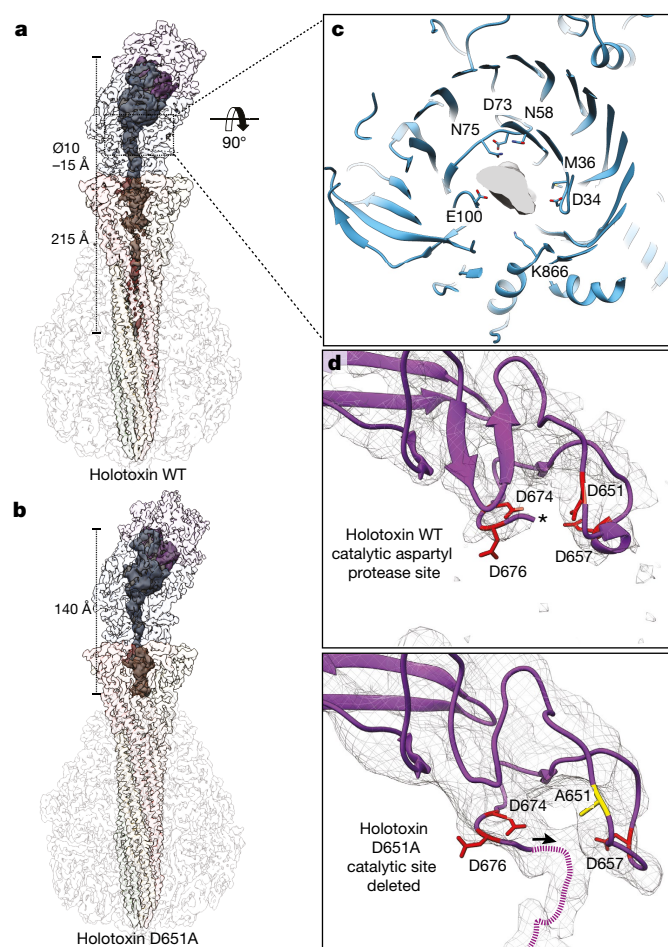 a
Ø10
–15 Å
215 Å
90°
Holotoxin WT
b
140 Å
Holotoxin D651A
c
D73
N58
N75
M36
D34
E100
K866
d
D674
D651
*
Holotoxin WT
catalytic aspartyl
protease site
D657
D676
D674
A651
Holotoxin
D651A
catalytic site
deleted
D676
D657